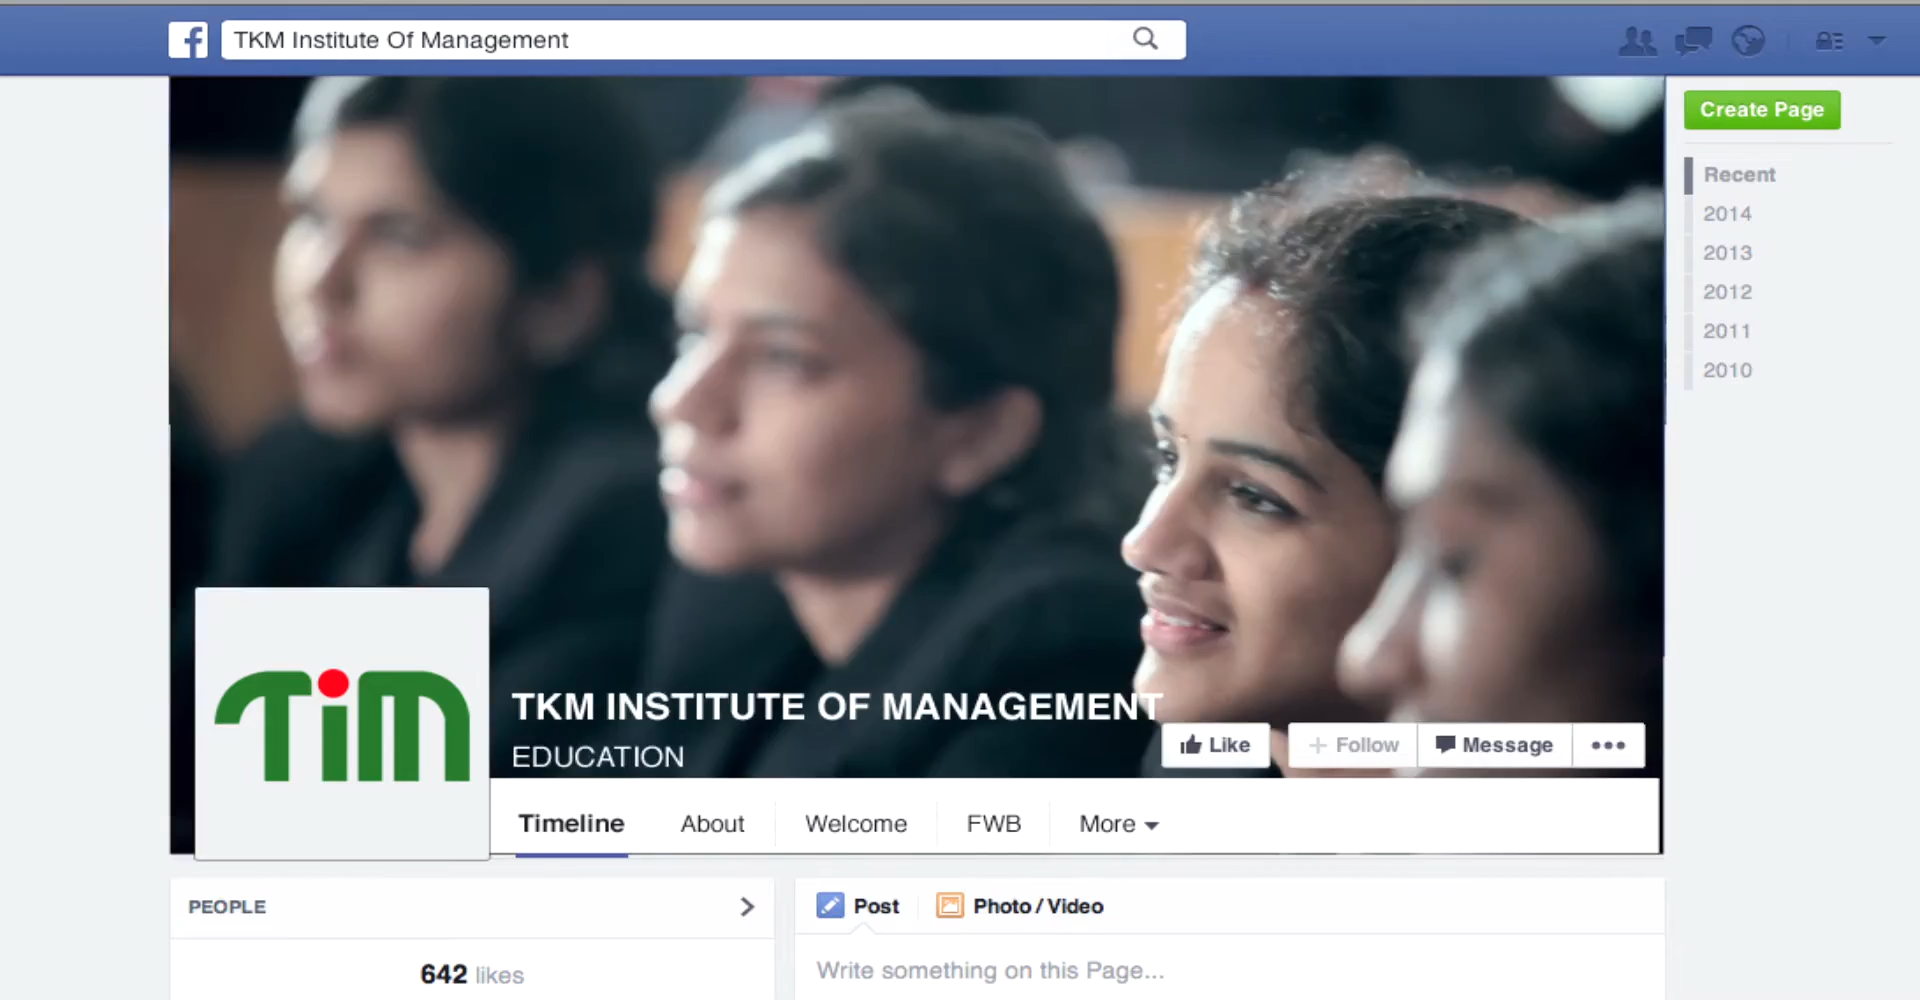 TKM Institute Of Management
Create Page
Recent
2014
2013
2012
2011
2010
TiM
TKM INSTITUTE OF MANAGEMENT
EDUCATION
Like
+ Follow
Message
Timeline
About
Welcome
FWB
More
PEOPLE
642 likes
Post
Photo / Video
Write something on this Page...